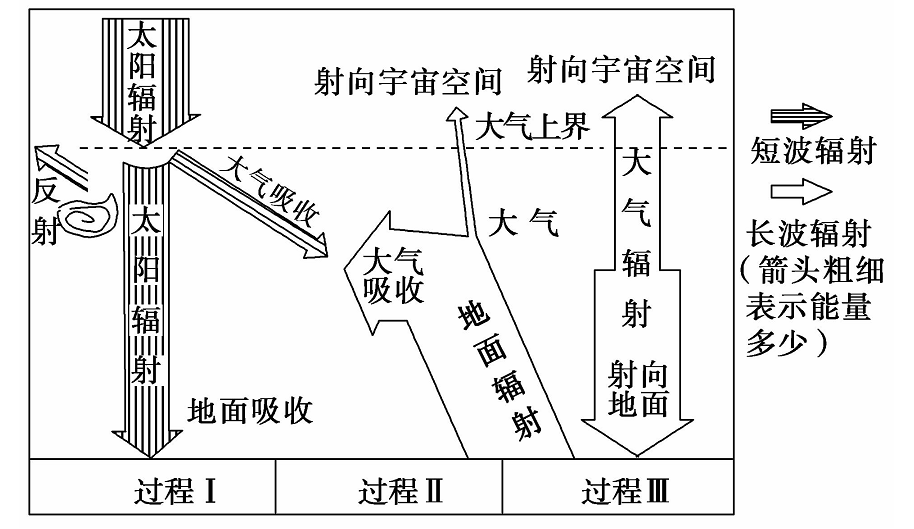 太阳辐射
射向宇宙空间
射向宇宙空间
大气上界
短波辐射
反射
大气吸收
太阳辐射
大气
吸收
大气
地面辐射
大气辐射
射向
地面
长波辐射
（箭头粗细
表示能量
多少）
地面吸收
过程Ⅰ
过程Ⅱ
过程Ⅲ